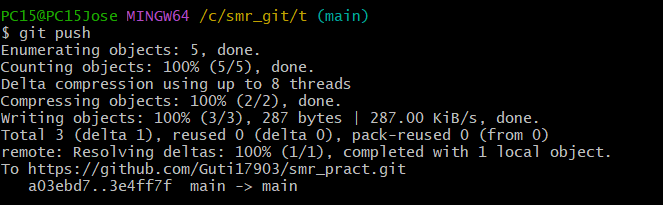 PC15@PC15Jose MINGW64 /c/smr_git/t (main)
$ git push
Enumerating objects: 5, done.
Counting objects: 100% (5/5), done.
Delta compression using up to 8 threads
Compressing objects: 100% (2/2), done.
Writing objects: 100% (3/3), 287 bytes | 287.00 KiB/s, done.
Total 3 (delta 1), reused 0 (delta 0), pack-reused 0 (from 0)
remote: Resolving deltas: 100% (1/1), completed with 1 local object.
To https://github.com/Guti17903/smr_pract.git
   a03ebd7..3e4ff7f  main -> main